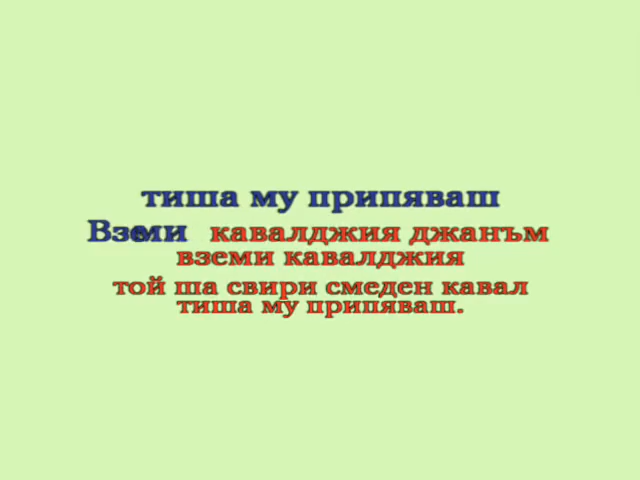 тиша му припяваш
Вземи кавалджия джанъм
вземи кавалджия
той ша свири смеден кавал
тиша му припяваш.